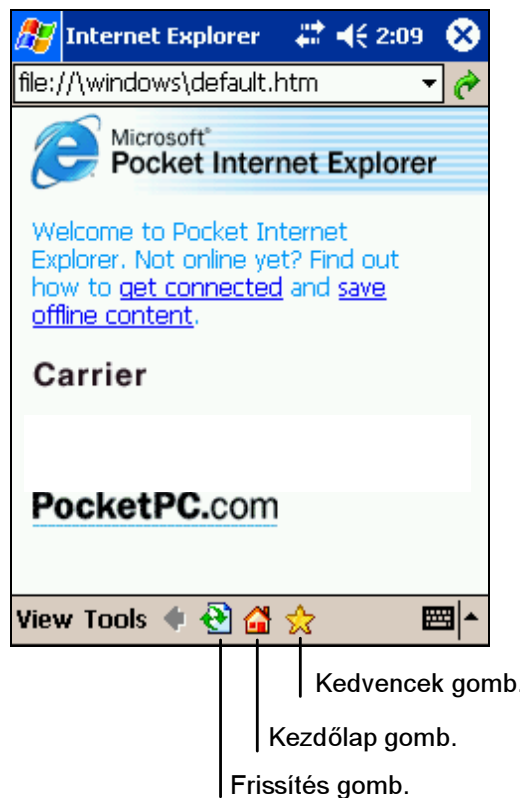 Internet Explorer 2:09
file://\windows\default.htm
Microsoft®
Pocket Internet Explorer
Welcome to Pocket Internet
Explorer. Not online yet? Find out
how to get connected and save
offline content.
Carrier
PocketPC.com
View Tools
Kedvencek gomb.
Kezdőlap gomb.
Frissítés gomb.